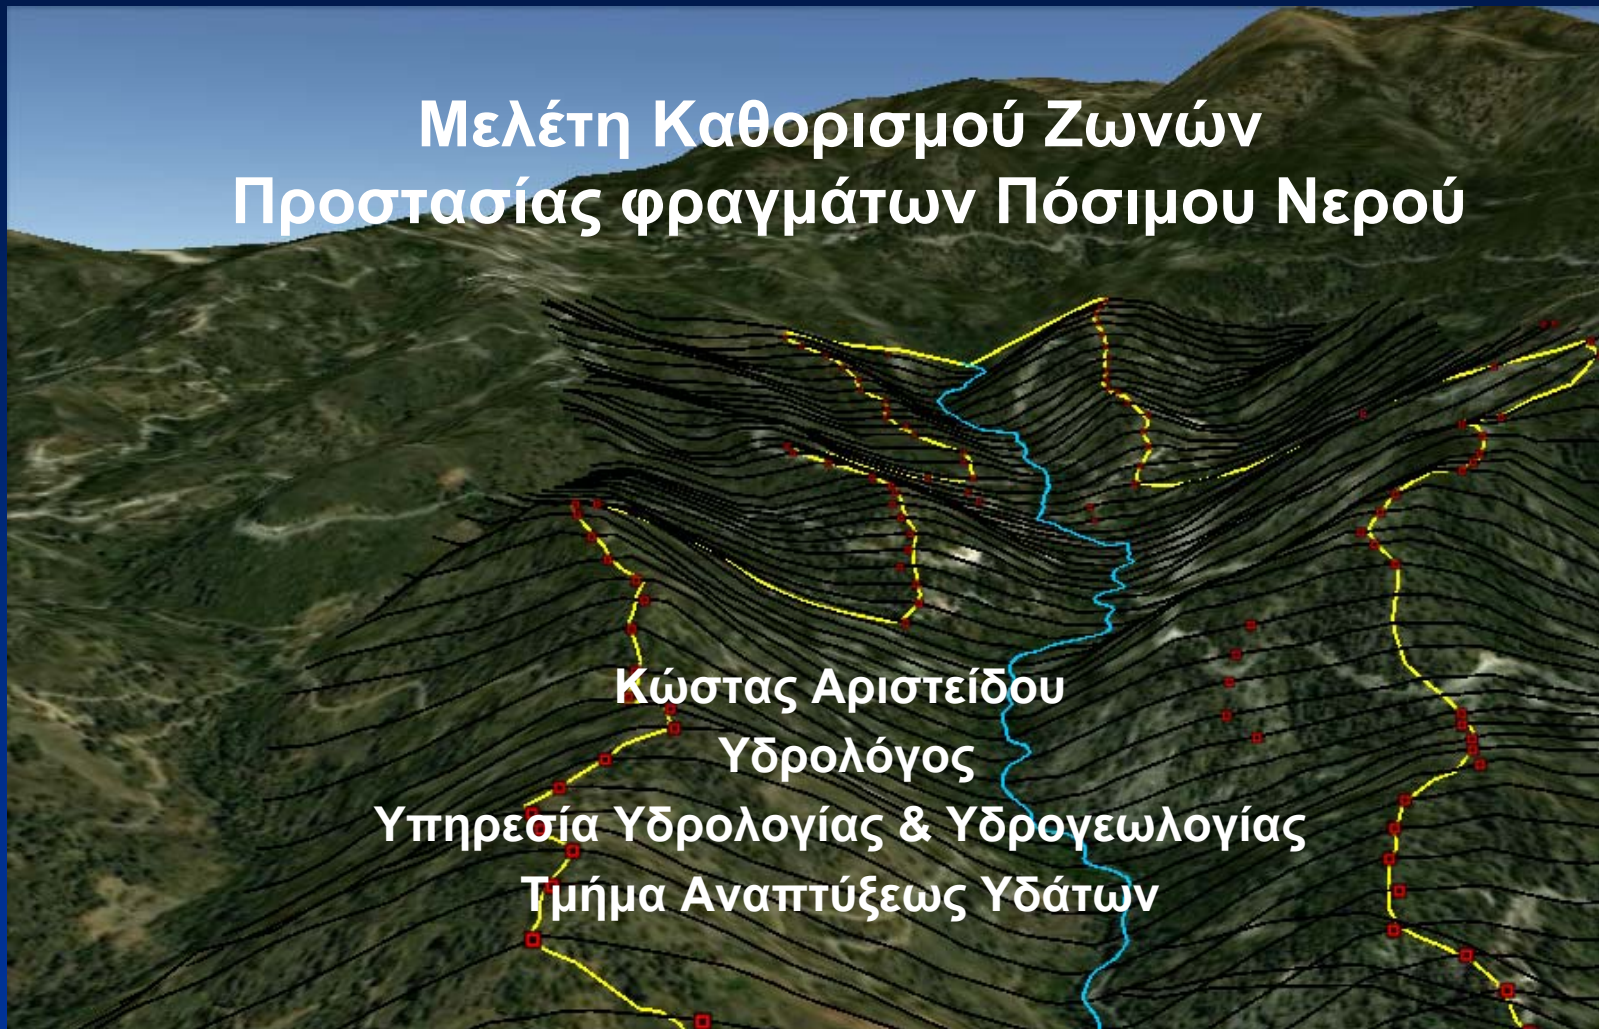 Μελέτη Καθορισμού Ζωνών
Προστασίας φραγμάτων Πόσιμου Νερού
Κώστας Αριστείδου
Υδρολόγος
Υπηρεσία Υδρολογίας & Υδρογεωλογίας
Τμήμα Αναπτύξεως Υδάτων